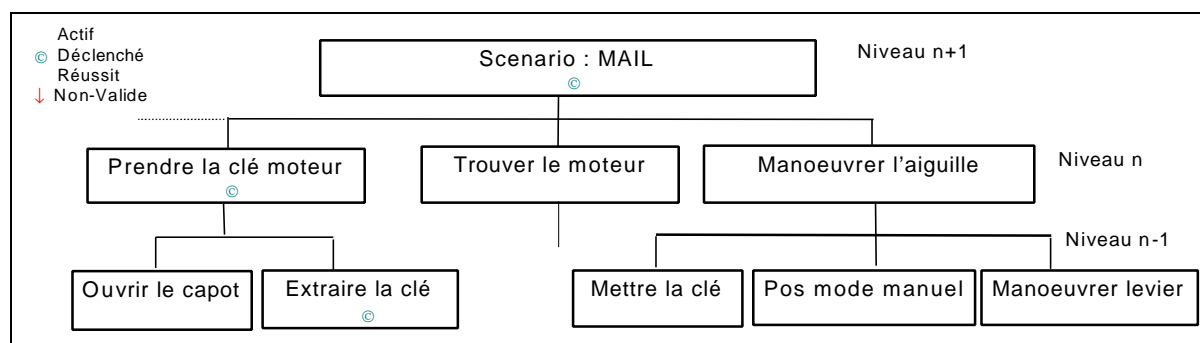 Actif
© Déclenché
Réussit
↓ Non-Valide
Scenario : MAIL
©
Niveau n+1
Prendre la clé moteur
©
Trouver le moteur
Manoeuvrer l'aiguille
Niveau n
Niveau n-1
Ouvrir le capot
Extraire la clé
©
Mettre la clé
Pos mode manuel
Manoeuvrer levier